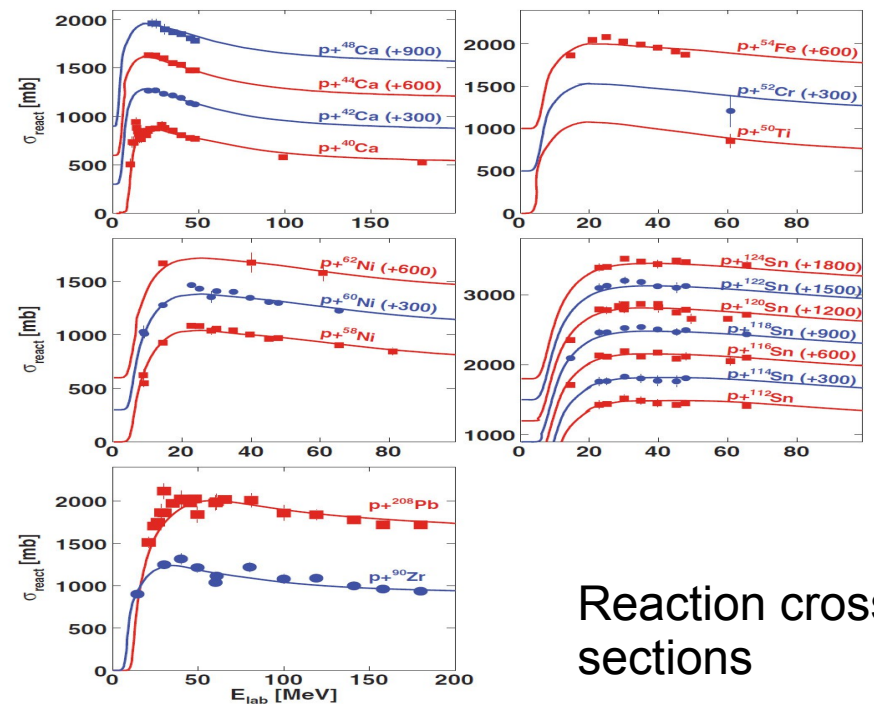 σreact [mb]
2000
1500
1000
500
0
p+⁴⁸Ca (+900)
p+⁴⁴Ca (+600)
p+⁴²Ca (+300)
p+⁴⁰Ca
0 50 100 150
2000
1500
1000
500
0
p+⁵⁴Fe (+600)
p+⁵²Cr (+300)
p+⁵⁰Ti
0 20 40 60 80
σreact [mb]
1500
1000
500
0
p+⁶²Ni (+600)
p+⁶⁰Ni (+300)
p+⁵⁸Ni
0 20 40 60 80
3000
2000
1000
p+¹²⁴Sn (+1800)
p+¹²²Sn (+1500)
p+¹²⁰Sn (+1200)
p+¹¹⁸Sn (+900)
p+¹¹⁶Sn (+600)
p+¹¹⁴Sn (+300)
p+¹¹²Sn
0 20 40 60 80
σreact [mb]
2000
1500
1000
500
0
p+²⁰⁸Pb
p+⁹⁰Zr
0 50 100 150 200
Elab [MeV]
Reaction cross
sections